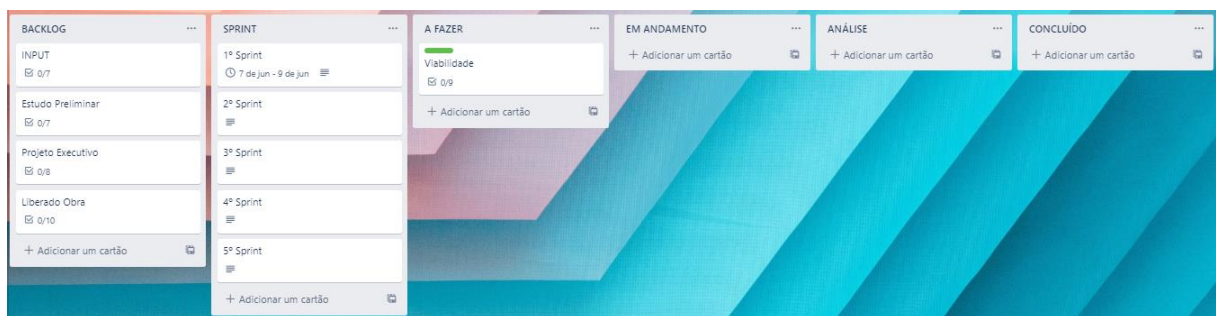 BACKLOG
INPUT
0/7
Estudo Preliminar
0/7
Projeto Executivo
0/8
Liberado Obra
0/10
+ Adicionar um cartão
SPRINT
1º Sprint
7 de jun - 9 de jun
2º Sprint
3º Sprint
4º Sprint
5º Sprint
+ Adicionar um cartão
A FAZER
Viabilidade
0/9
+ Adicionar um cartão
EM ANDAMENTO
+ Adicionar um cartão
ANÁLISE
+ Adicionar um cartão
CONCLUÍDO
+ Adicionar um cartão